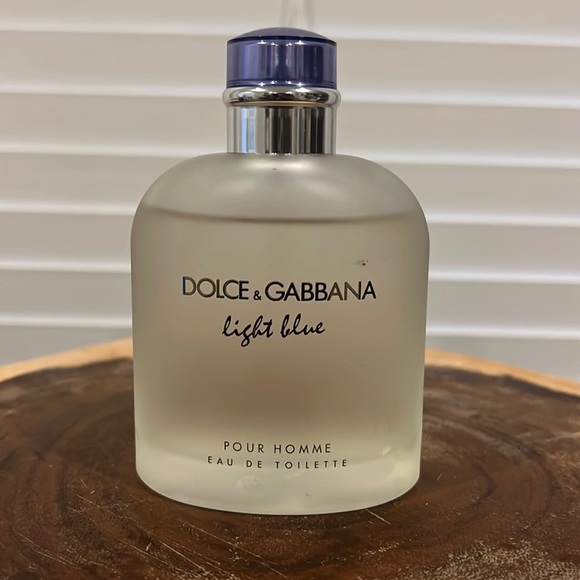 DOLCE & GABBANA
light blue
POUR HOMME
EAU DE TOILETTE